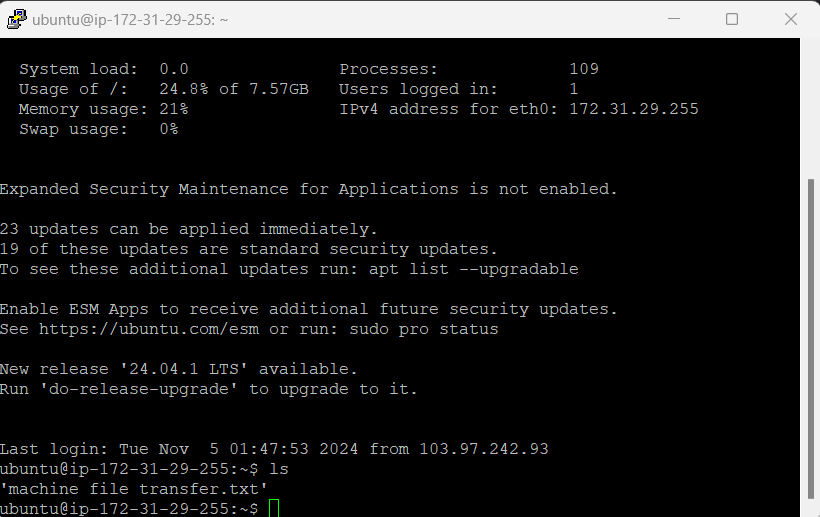 ubuntu@ip-172-31-29-255: ~
System load:  0.0                Processes:             109
Usage of /:   24.8% of 7.57GB   Users logged in:       1
Memory usage: 21%                IPv4 address for eth0: 172.31.29.255
Swap usage:   0%
Expanded Security Maintenance for Applications is not enabled.
23 updates can be applied immediately.
19 of these updates are standard security updates.
To see these additional updates run: apt list --upgradable
Enable ESM Apps to receive additional future security updates.
See https://ubuntu.com/esm or run: sudo pro status
New release '24.04.1 LTS' available.
Run 'do-release-upgrade' to upgrade to it.
Last login: Tue Nov  5 01:47:53 2024 from 103.97.242.93
ubuntu@ip-172-31-29-255:~$ ls
'machine file transfer.txt'
ubuntu@ip-172-31-29-255:~$